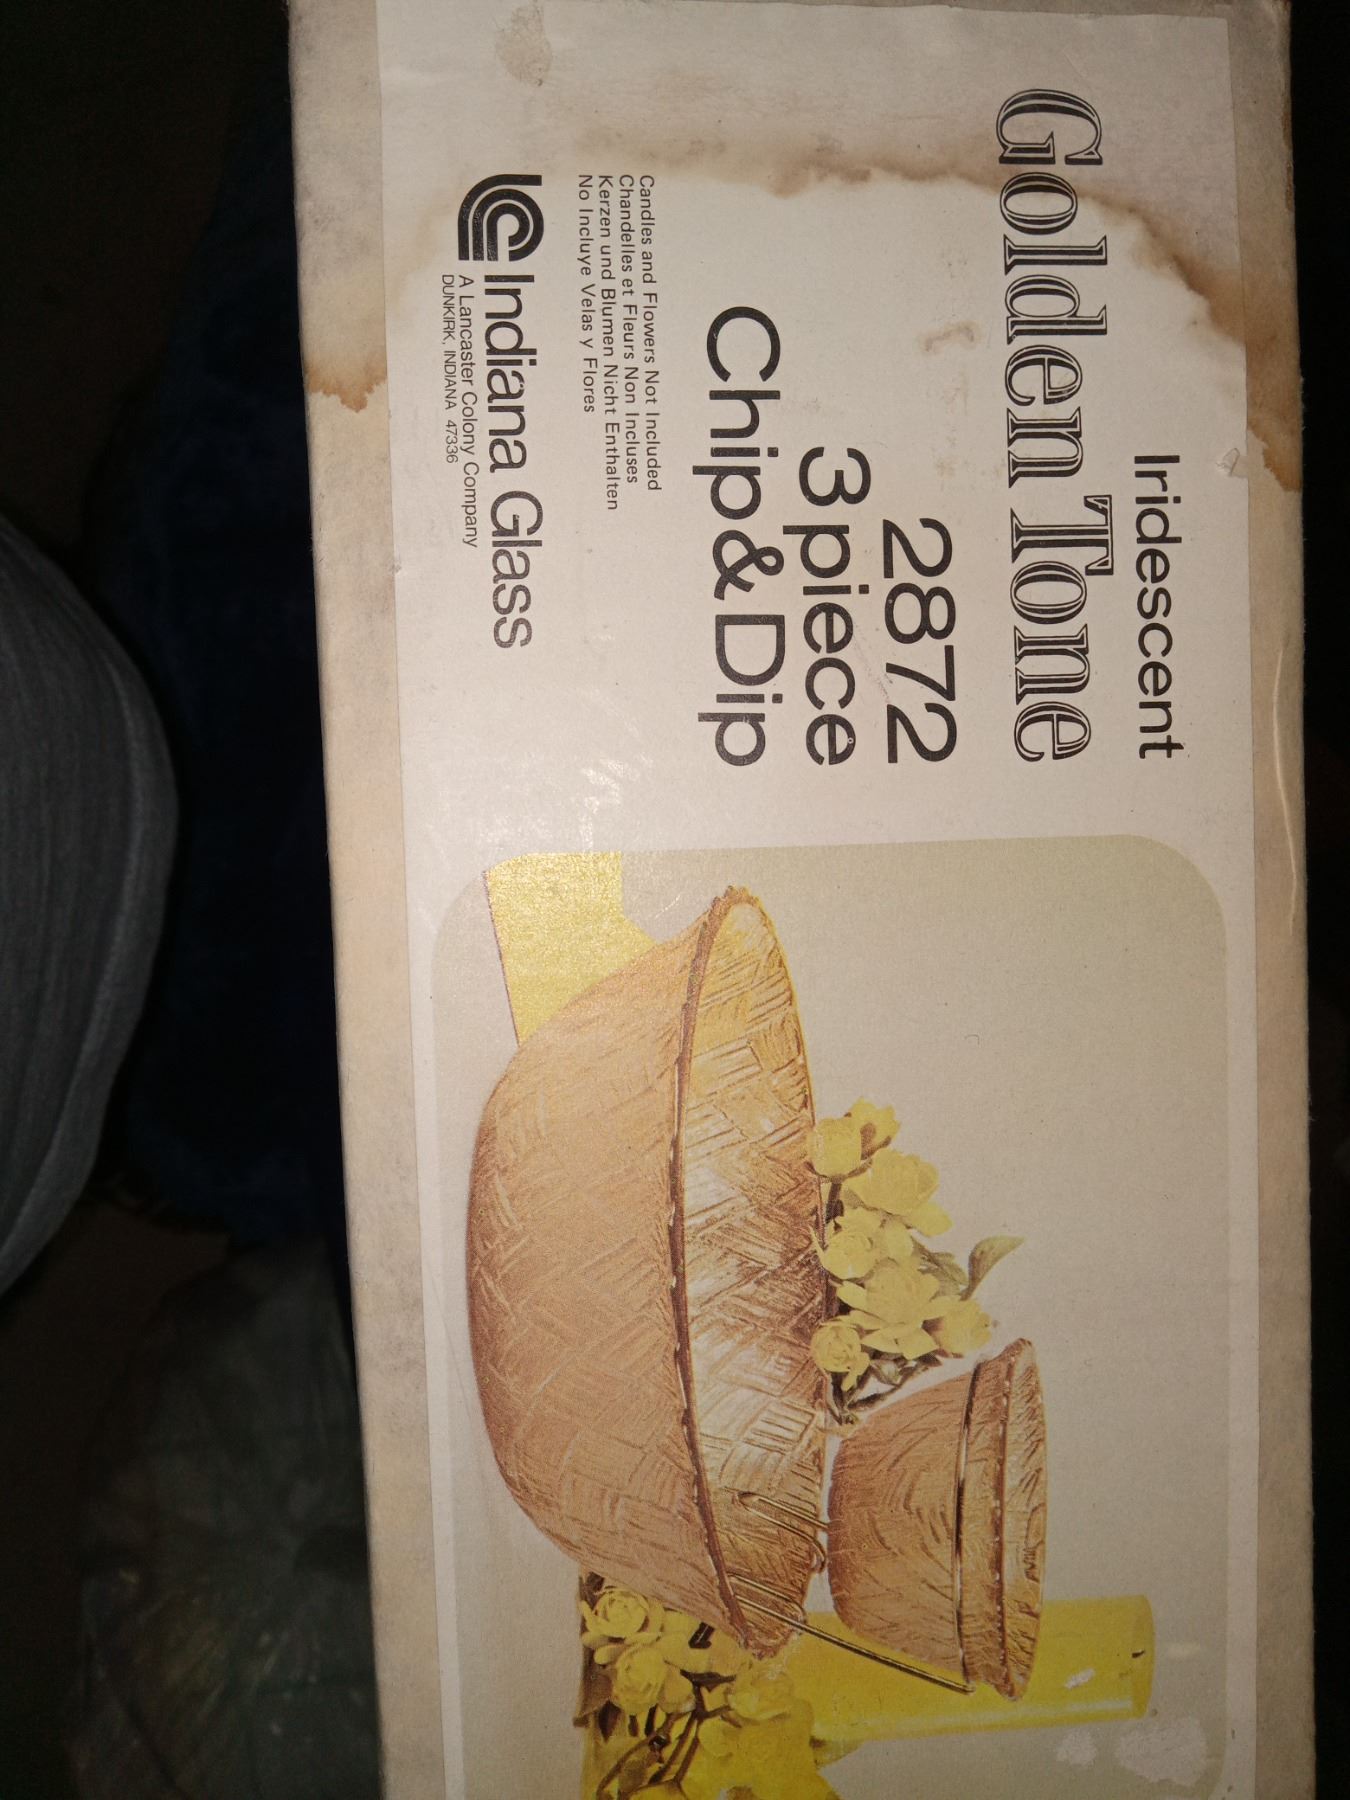 Iridescent
Golden Tone
2872
3 piece
Chip & Dip
Candles and Flowers Not Included
Chandelles et Fleurs Non Incluses
Kerzen und Blumen Nicht Enthalten
No Incluye Velas y Flores
Indiana Glass
A Lancaster Colony Company
DUNKIRK, INDIANA 47336